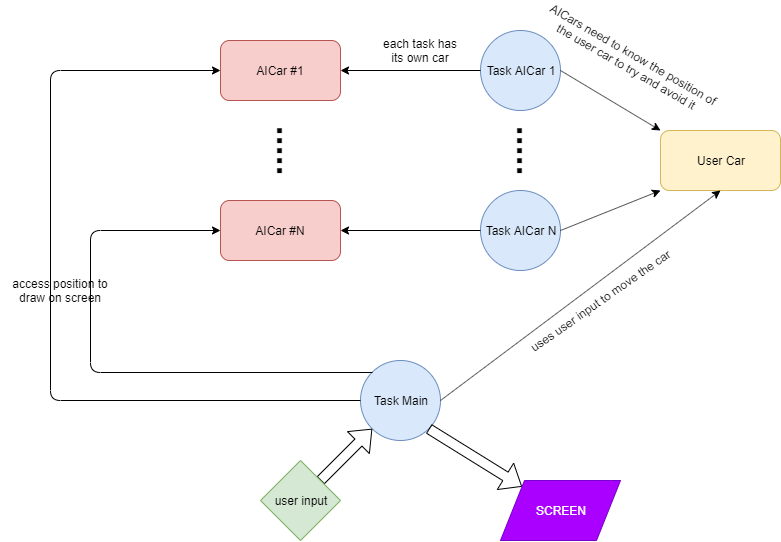 AICars need to know the position of
the user car to try and avoid it
each task has
its own car
AICar #1
Task AICar 1
User Car
AICar #N
Task AICar N
access position to
draw on screen
uses user input to move the car
Task Main
user input
SCREEN